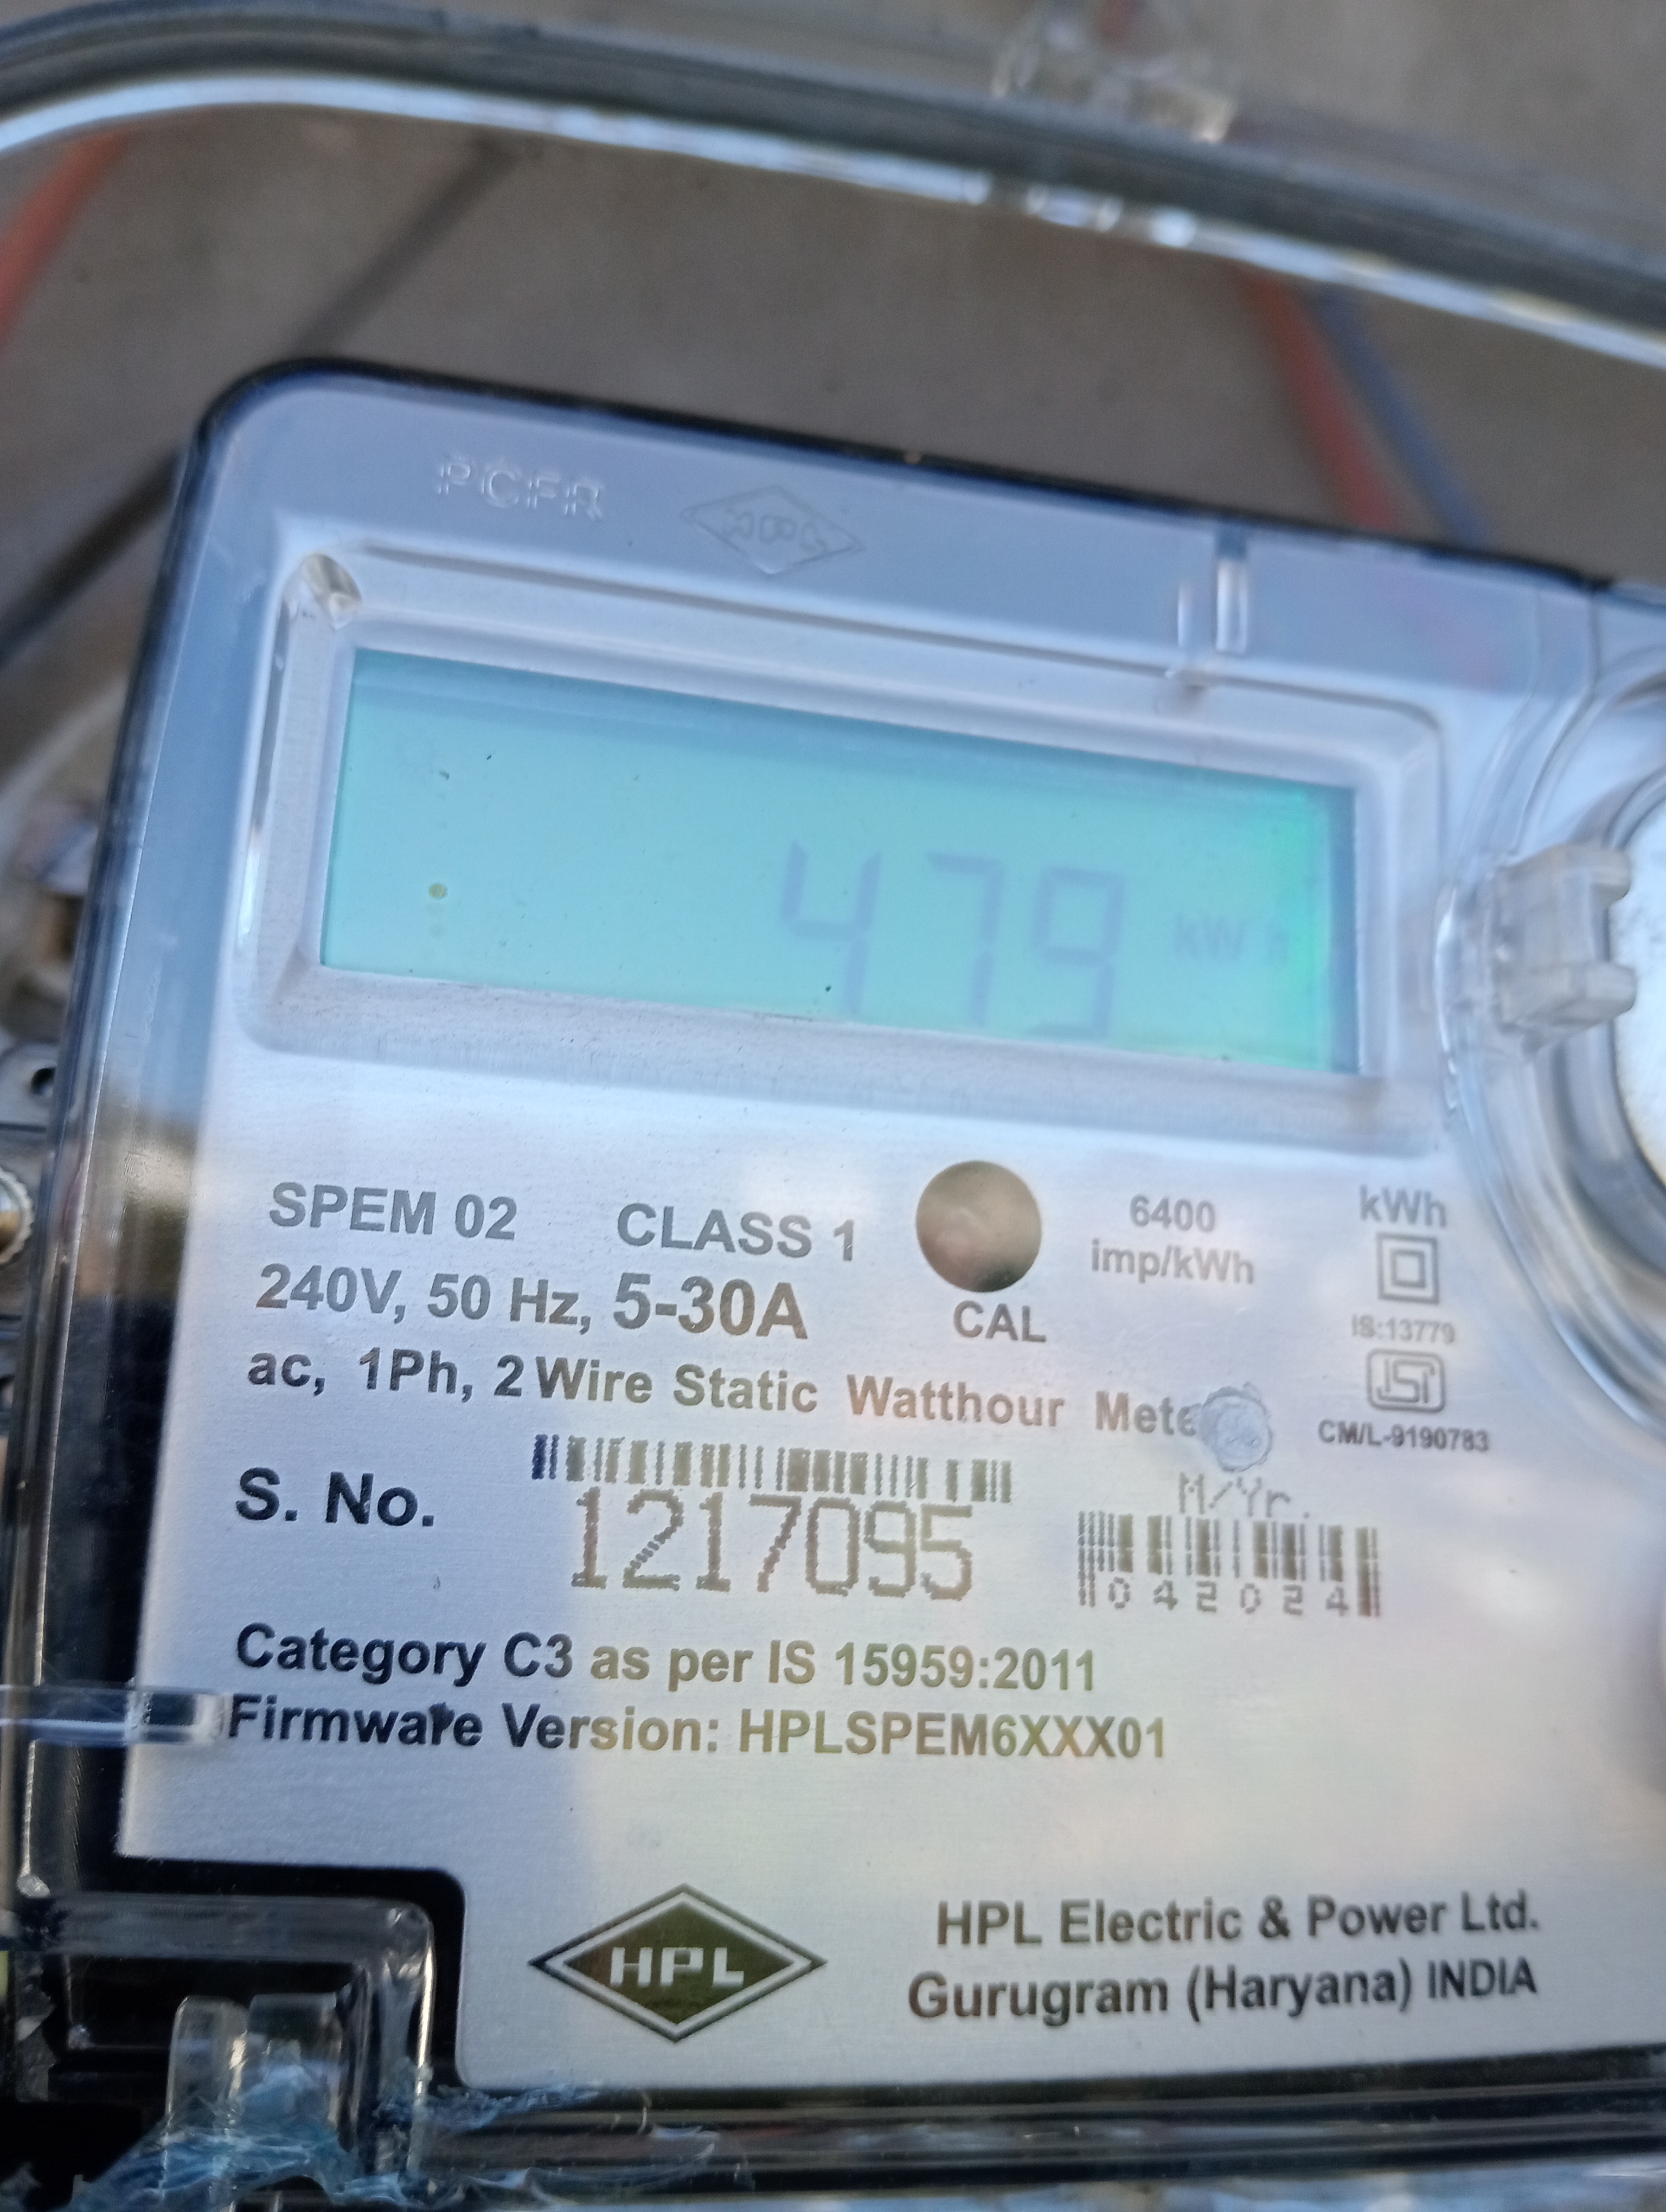 PCFR HPL
479 kWh
SPEM 02 CLASS 1
240V, 50 Hz, 5-30A
ac, 1Ph, 2 Wire Static Watthour Mete
CAL
6400
imp/kWh
kWh
IS:13779
ISI
CM/L-9190783
S. No.
1217095
M/Yr.
042024
Category C3 as per IS 15959:2011
Firmware Version: HPLSPEM6XXX01
HPL
HPL Electric & Power Ltd.
Gurugram (Haryana) INDIA